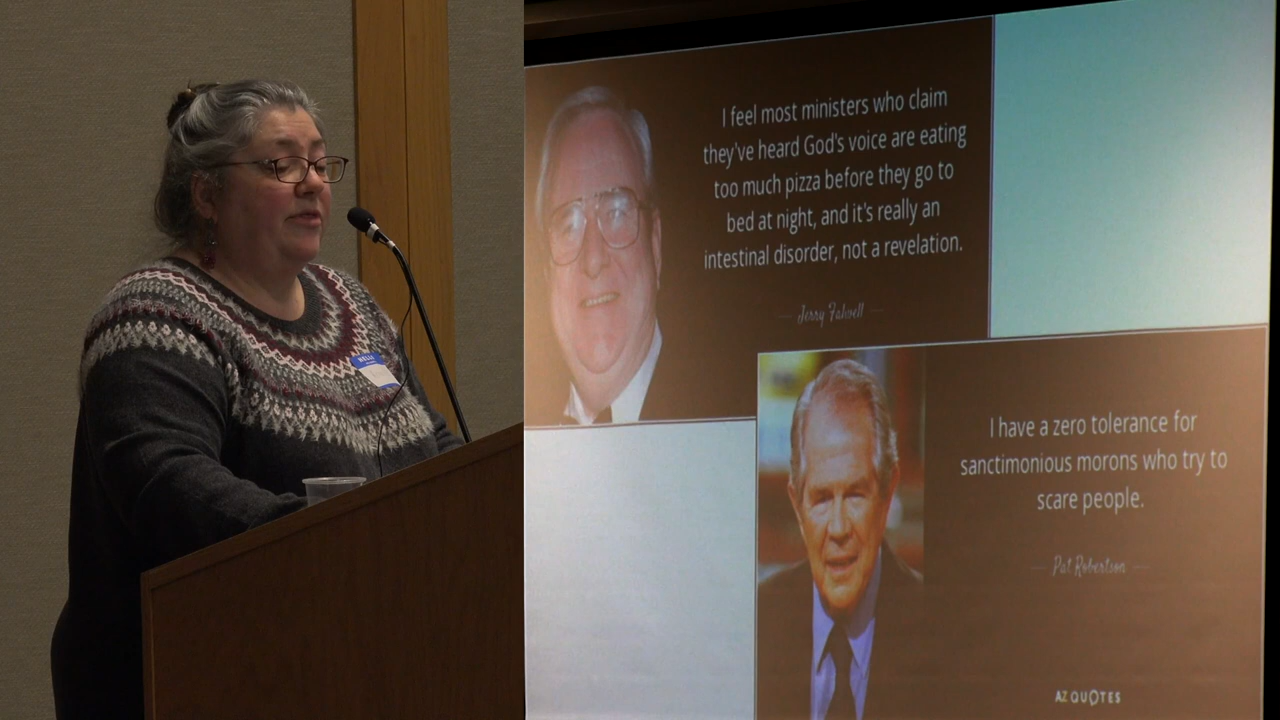 HELLO
I feel most ministers who claim
they've heard God's voice are eating
too much pizza before they go to
bed at night, and it's really an
intestinal disorder, not a revelation.
Jerry Falwell
I have a zero tolerance for
sanctimonious morons who try to
scare people.
Pat Robertson
AZ QUOTES